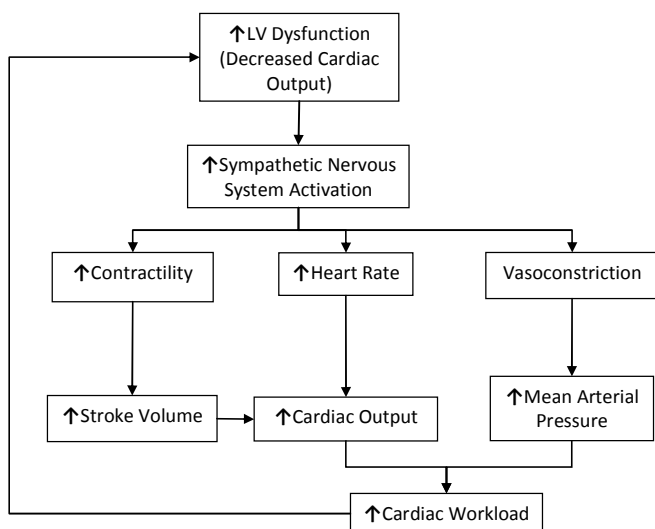 ↑LV Dysfunction
(Decreased Cardiac
Output)
↑Sympathetic Nervous
System Activation
↑Contractility
↑Heart Rate
Vasoconstriction
↑Stroke Volume
↑Cardiac Output
↑Mean Arterial
Pressure
↑Cardiac Workload